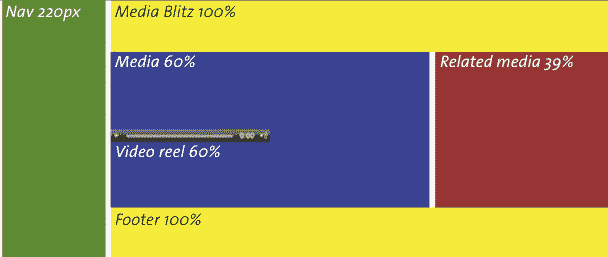 Nav 220px
Media Blitz 100%
Media 60%
Related media 39%
Video reel 60%
Footer 100%